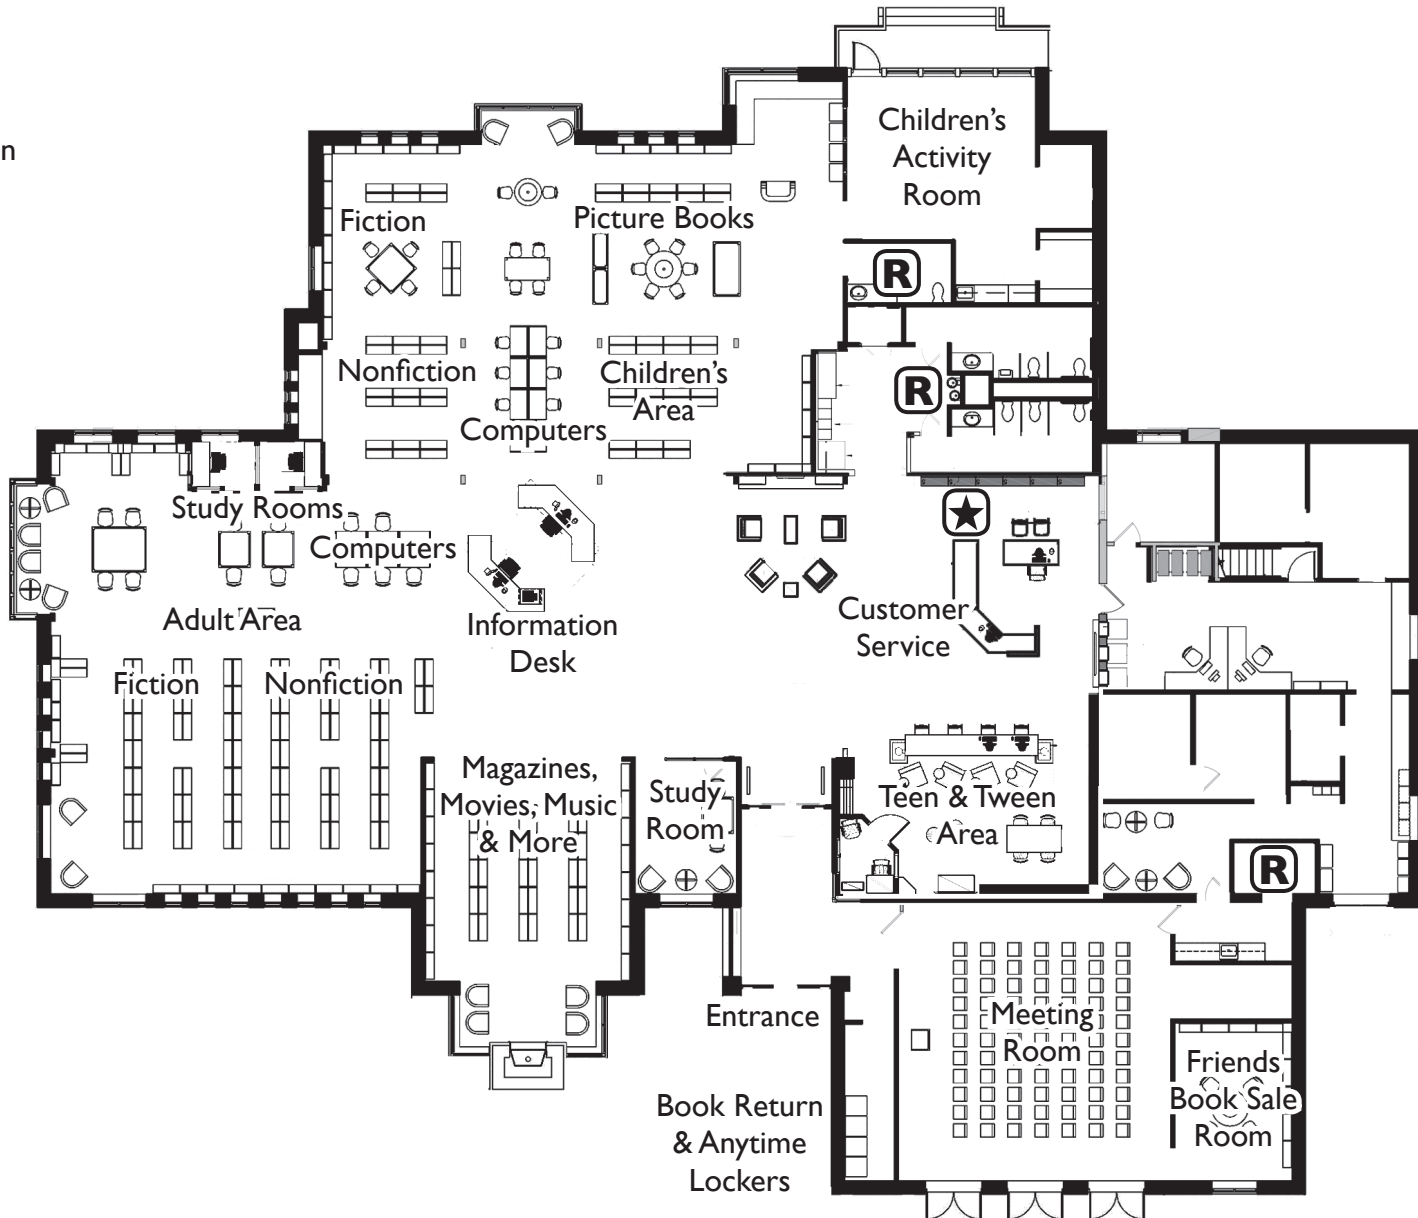 n
Children's
Activity
Room
Fiction
Picture Books
R
Nonfiction
Children's
Area
R
Computers
Study Rooms
Computers
Adult Area
Information
Desk
Customer
Service
Fiction
Nonfiction
Magazines,
Movies, Music
& More
Study
Room
Teen & Tween
Area
R
Entrance
Meeting
Room
Friends
Book Sale
Room
Book Return
& Anytime
Lockers